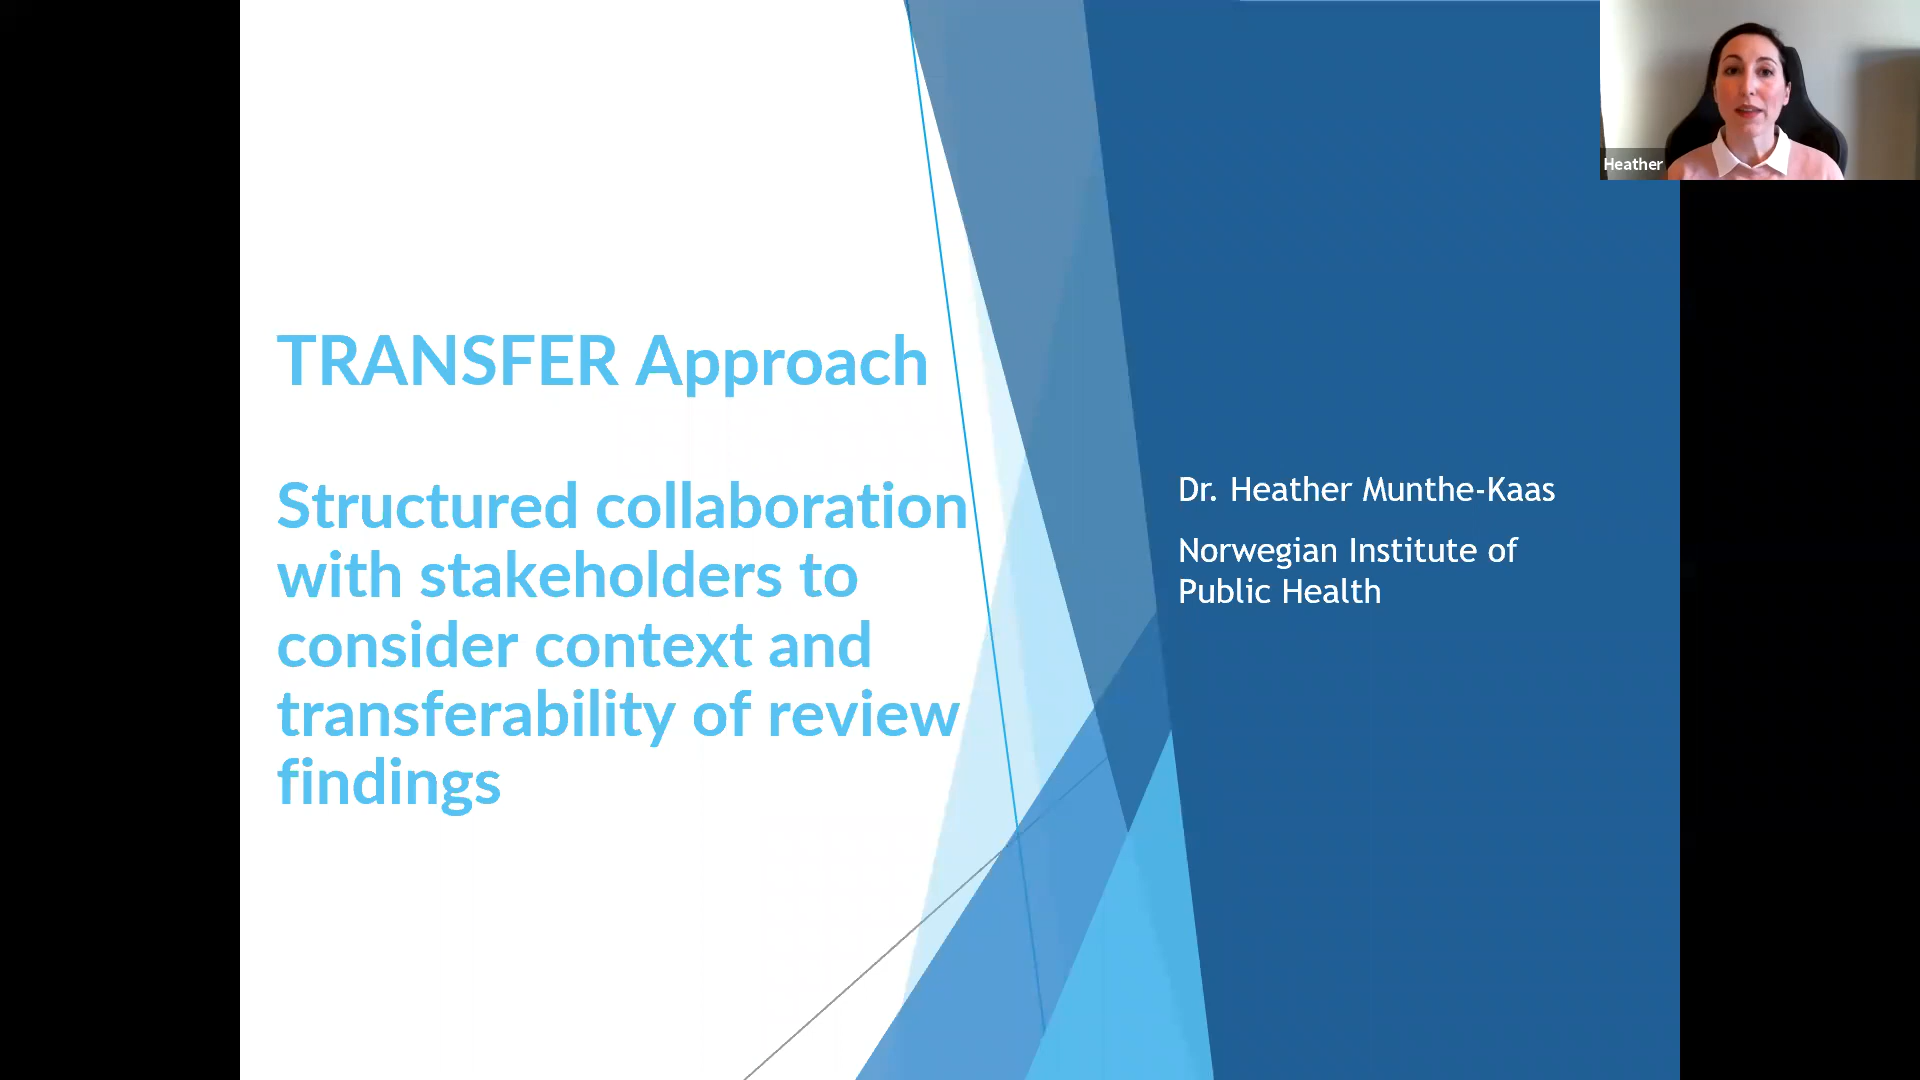 TRANSFER Approach
Structured collaboration
with stakeholders to
consider context and
transferability of review
findings
Dr. Heather Munthe-Kaas
Norwegian Institute of
Public Health
Heather